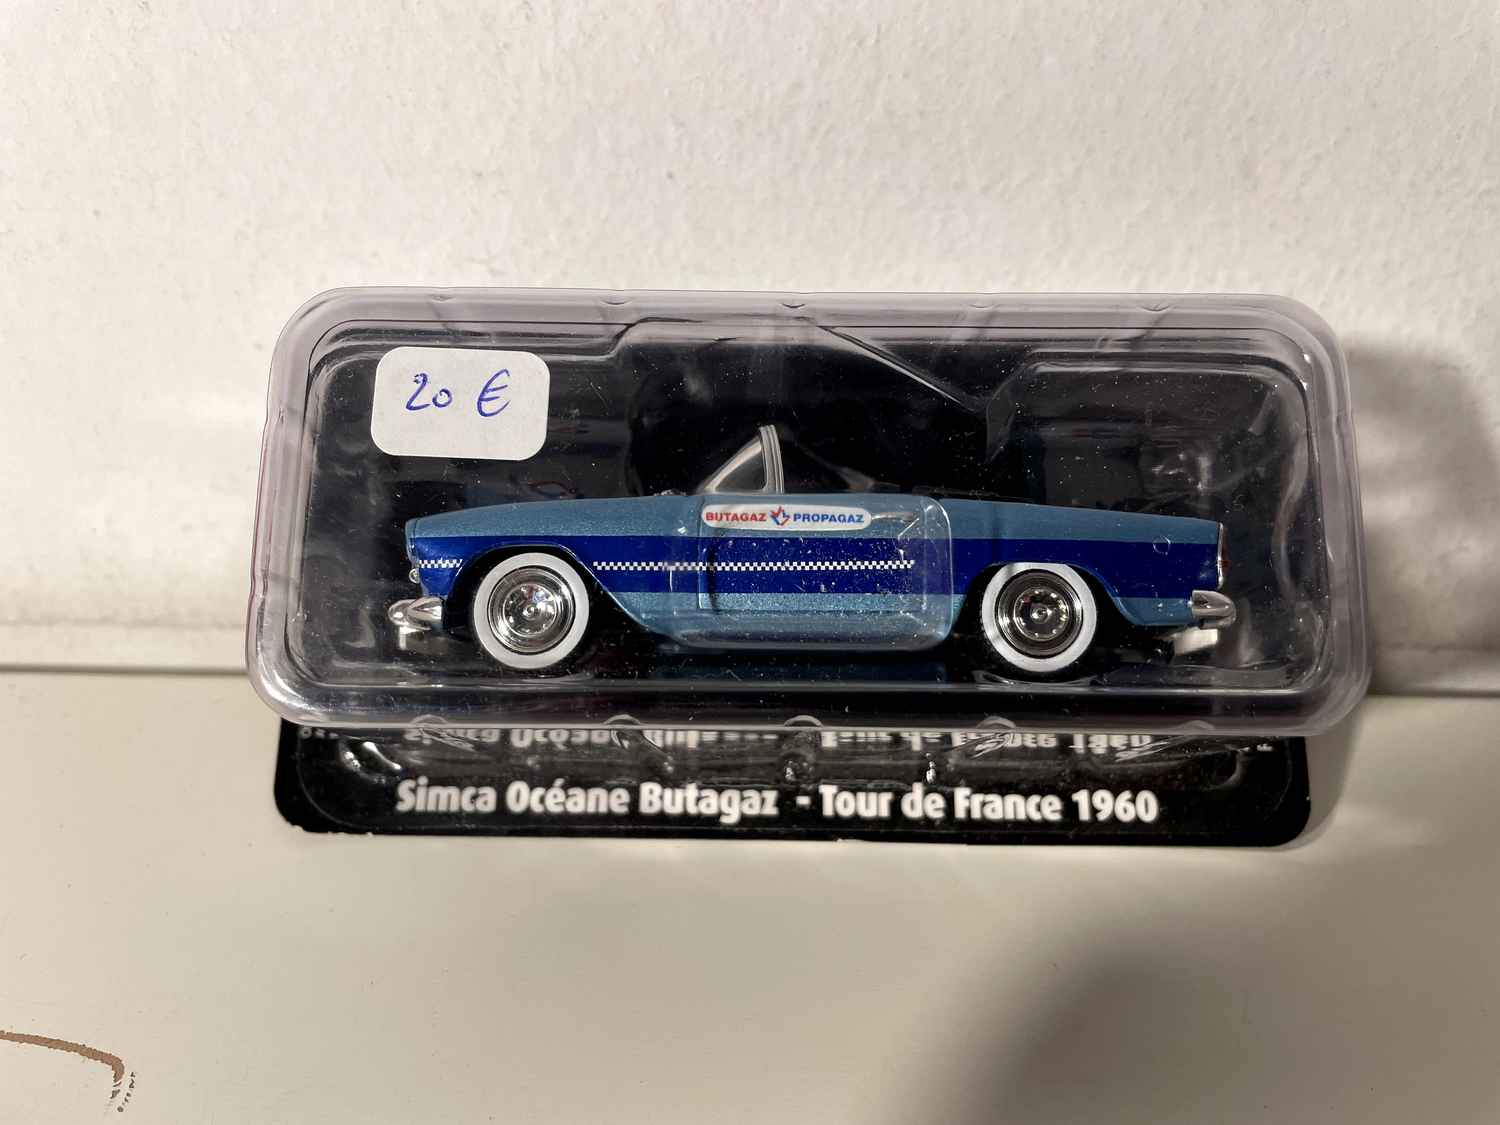 20 €
BUTAGAZ PROPAGAZ
Simca Océane Butagaz - Tour de France 1960